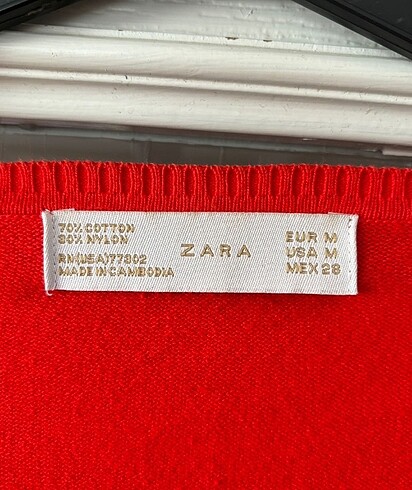 70% COTTON
30% NYLON
RN(USA)77302
MADE IN CAMBODIA
ZARA
EUR M
USA M
MEX 28